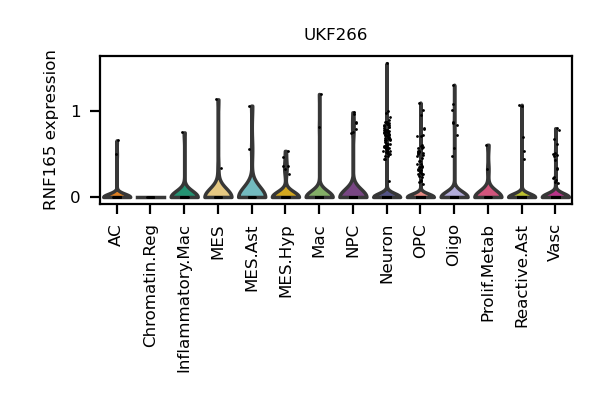 UKF266
RNF165 expression
1
0
AC
Chromatin.Reg
Inflammatory.Mac
MES
MES.Ast
MES.Hyp
Mac
NPC
Neuron
OPC
Oligo
Prolif.Metab
Reactive.Ast
Vasc